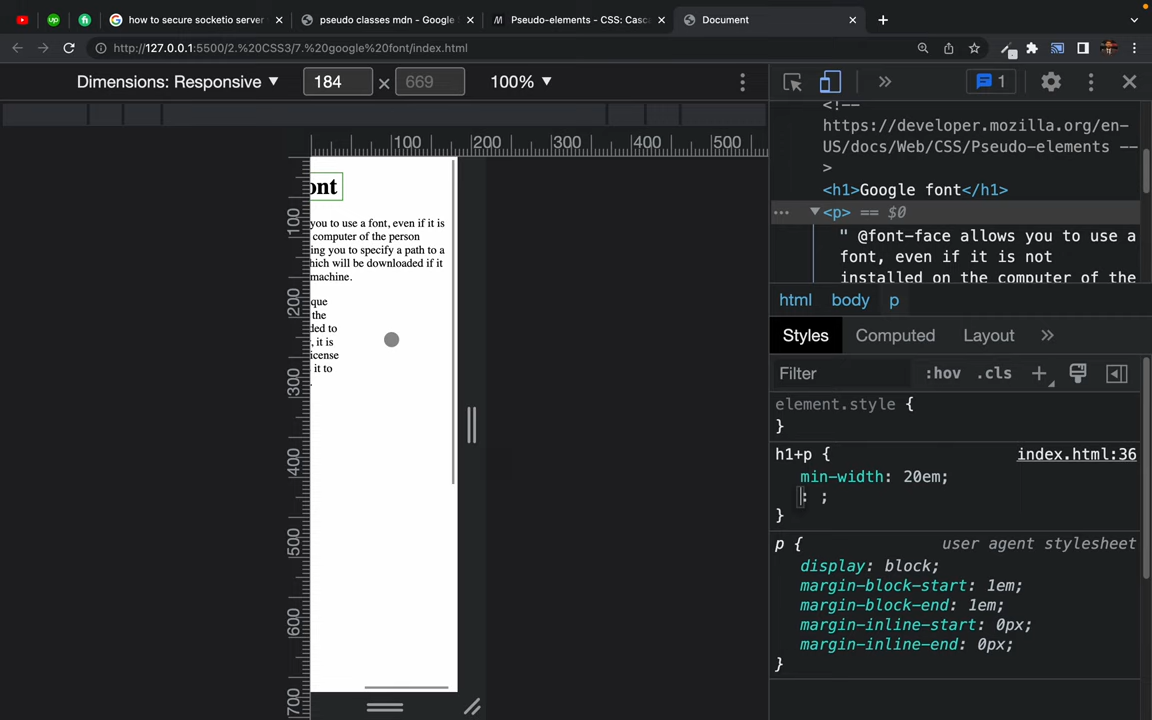 how to secure socketio server
pseudo classes mdn - Google
Pseudo-elements - CSS: Casc
Document
http://127.0.0.1:5500/2.%20CSS3/7.%20google%20font/index.html
Dimensions: Responsive
184
×
669
100%
1
<!--
https://developer.mozilla.org/en-
US/docs/Web/CSS/Pseudo-elements --
>
<h1>Google font</h1>
<p> == $0
" @font-face allows you to use a
font, even if it is not
installed on the computer of the
html
body
p
Styles
Computed
Layout
Filter
:hov
.cls
element.style {
}
h1+p {
index.html:36
min-width: 20em;
: ;
}
p {
user agent stylesheet
display: block;
margin-block-start: 1em;
margin-block-end: 1em;
margin-inline-start: 0px;
margin-inline-end: 0px;
}
100
200
300
400
500
100
200
300
400
500
600
700
ont
you to use a font, even if it is
computer of the person
ing you to specify a path to a
hich will be downloaded if it
machine.
que
the
ded to
, it is
icense
it to
.